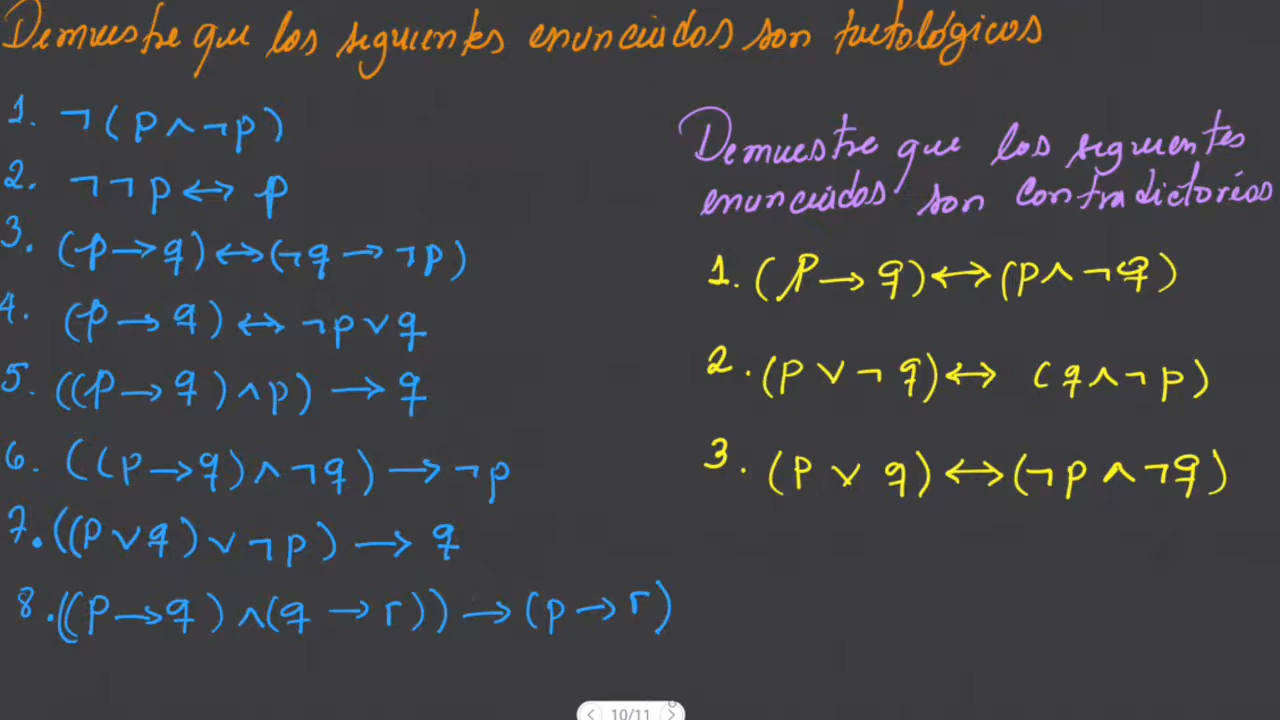 Demuestre que los siguientes enunciados son tutológicos
1. ¬(p∧¬p)
2. ¬¬p↔p
3. (p→q)↔(¬q→¬p)
4. (p→q)↔¬p∨q
5. ((p→q)∧p)→q
6. ((p→q)∧¬q)→¬p
7. ((p∨q)∨¬p)→q
8. ((p→q)∧(q→r))→(p→r)
Demuestre que los siguientes
enunciados son contradictorios
1. (p→q)↔(p∧¬q)
2. (p∨¬q)↔(q∧¬p)
3. (p∨q)↔(¬p∧¬q)
10/11